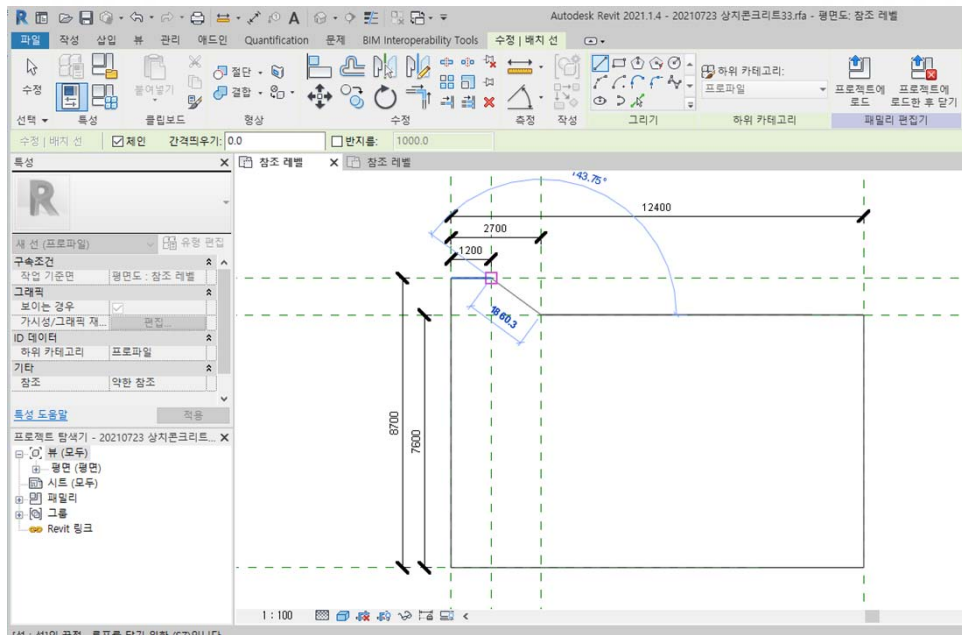 Autodesk Revit 2021.1.4 - 20210723 상치콘크리트33.rfa - 평면도: 참조 레벨
파일 작성 삽입 뷰 관리 애드인 Quantification 문제 BIM Interoperability Tools 수정 | 배치 선
수정 붙여넣기 절단 결합 하위 카테고리: 프로파일 프로젝트에 로드 프로젝트에 로드한 후 닫기
선택 특성 클립보드 형상 수정 측정 작성 그리기 하위 카테고리 패밀리 편집기
수정 | 배치 선 체인 간격띄우기: 0.0 반지름: 1000.0
특성 X 참조 레벨 X 참조 레벨
새 선 (프로파일) 유형 편집
구속조건
작업 기준면 평면도 : 참조 레벨
그래픽
보이는 경우
가시성/그래픽 재... 편집...
ID 데이터
하위 카테고리 프로파일
기타
참조 약한 참조
특성 도움말 적용
프로젝트 탐색기 - 20210723 상치콘크리트... X
뷰 (모두)
평면 (평면)
시트 (모두)
패밀리
그룹
Revit 링크
143.75°
12400
2700
1200
1860.3
8700
7600
1 : 100